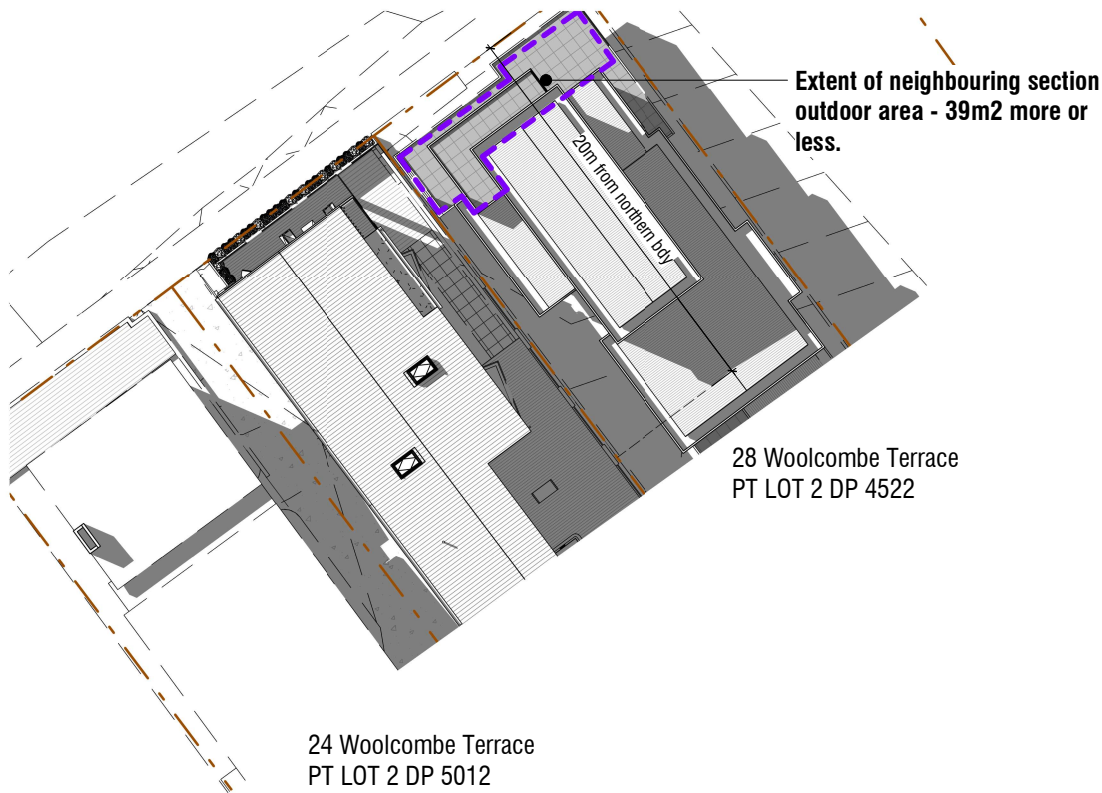 Extent of neighbouring section
outdoor area - 39m2 more or
less.
20m from northern bdy
28 Woolcombe Terrace
PT LOT 2 DP 4522
24 Woolcombe Terrace
PT LOT 2 DP 5012